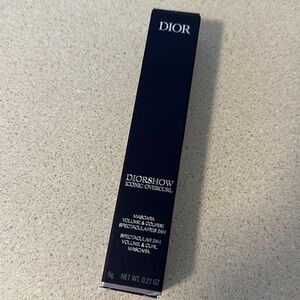 DIOR
DIORSHOW
ICONIC OVERCURL
MASCARA
VOLUME & COURBE
SPECTACULAIRES 24H
SPECTACULAR 24H
VOLUME & CURL
MASCARA
6g NET WT. 0.21 OZ